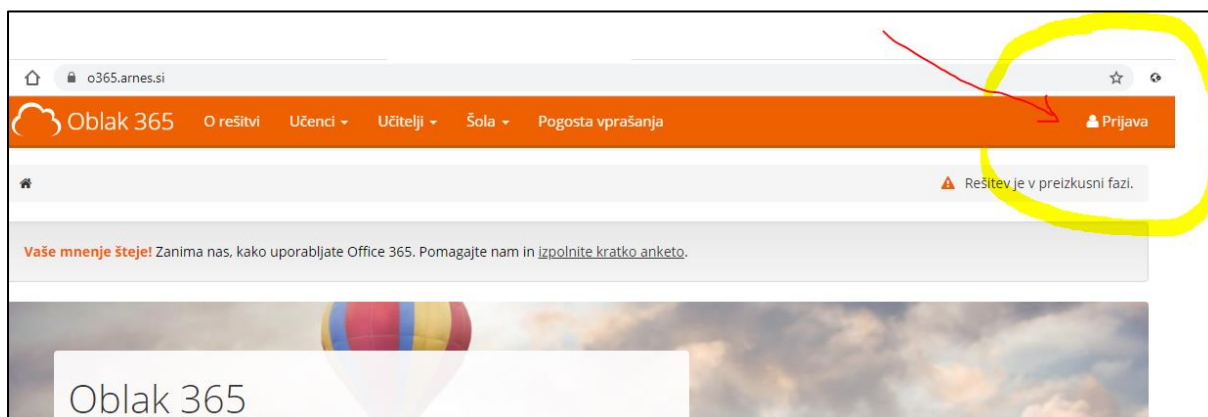 o365.arnes.si
Oblak 365 O rešitvi Učenci Učitelji Šola Pogosta vprašanja Prijava
Rešitev je v preizkusni fazi.
Vaše mnenje šteje! Zanima nas, kako uporabljate Office 365. Pomagajte nam in izpolnite kratko anketo.
Oblak 365